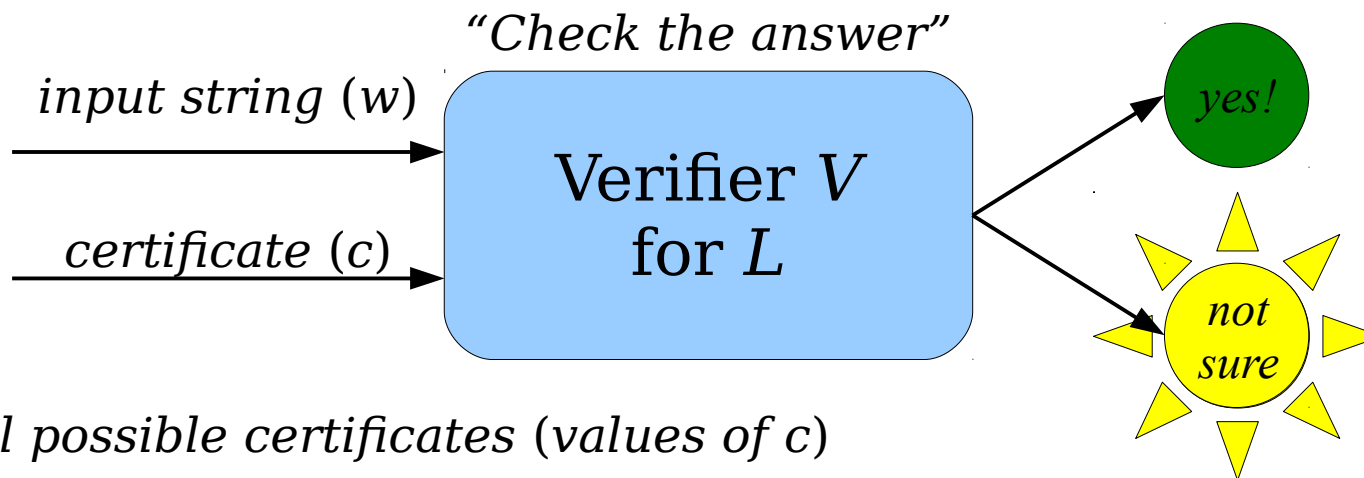 “Check the answer”
input string (w)
yes!
Verifier V
for L
certificate (c)
not
sure
possible certificates (values of c)